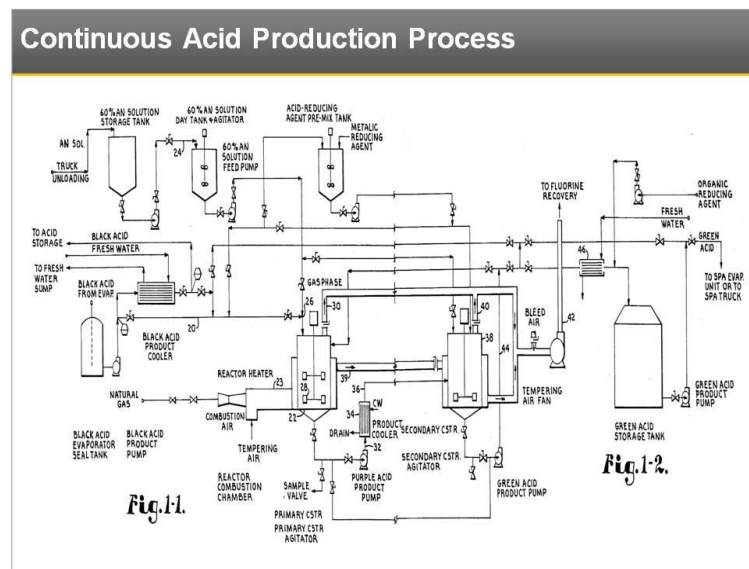 Continuous Acid Production Process
60% AN SOLUTION
STORAGE TANK
60% AN SOLUTION
DAY TANK & AGITATOR
ACID-REDUCING
AGENT PRE-MIX TANK
METALIC
REDUCING
AGENT
AN SOL.
TRUCK
UNLOADING
24
60% AN
SOLUTION
FEED PUMP
TO FLUORINE
RECOVERY
ORGANIC
REDUCING
AGENT
FRESH
WATER
TO ACID
STORAGE
BLACK ACID
FRESH WATER
46
GREEN
ACID
TO FRESH
WATER
SUMP
BLACK ACID
FROM EVAP.
GAS PHASE
26
30
40
TO SPA EVAP.
UNIT OR TO
SPA TRUCK
BLEED
AIR
42
20
BLACK ACID
PRODUCT
COOLER
38
44
39
REACTOR HEATER
23
28
36
TEMPERING
AIR FAN
NATURAL
GAS
COMBUSTION
AIR
22
34
CW
PRODUCT
COOLER
DRAIN
32
GREEN ACID
PRODUCT
PUMP
GREEN ACID
STORAGE TANK
BLACK ACID
EVAPORATOR
SEAL TANK
BLACK ACID
PRODUCT
PUMP
TEMPERING
AIR
SECONDARY CSTR.
SECONDARY CSTR.
AGITATOR
REACTOR
COMBUSTION
CHAMBER
SAMPLE
VALVE
PURPLE ACID
PRODUCT
PUMP
GREEN ACID
PRODUCT PUMP
PRIMARY CSTR
PRIMARY CSTR
AGITATOR
Fig.1-1.
Fig.1-2.